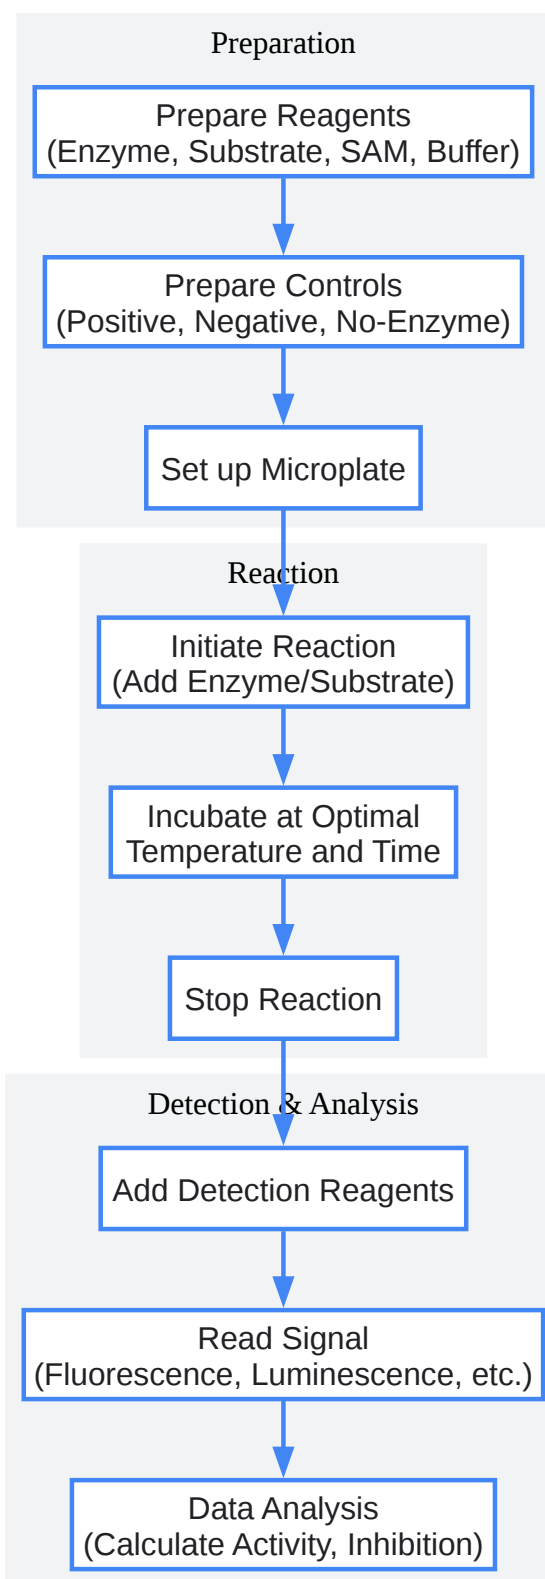 Preparation
Prepare Reagents
(Enzyme, Substrate, SAM, Buffer)
Prepare Controls
(Positive, Negative, No-Enzyme)
Set up Microplate
Reaction
Initiate Reaction
(Add Enzyme/Substrate)
Incubate at Optimal
Temperature and Time
Stop Reaction
Detection & Analysis
Add Detection Reagents
Read Signal
(Fluorescence, Luminescence, etc.)
Data Analysis
(Calculate Activity, Inhibition)